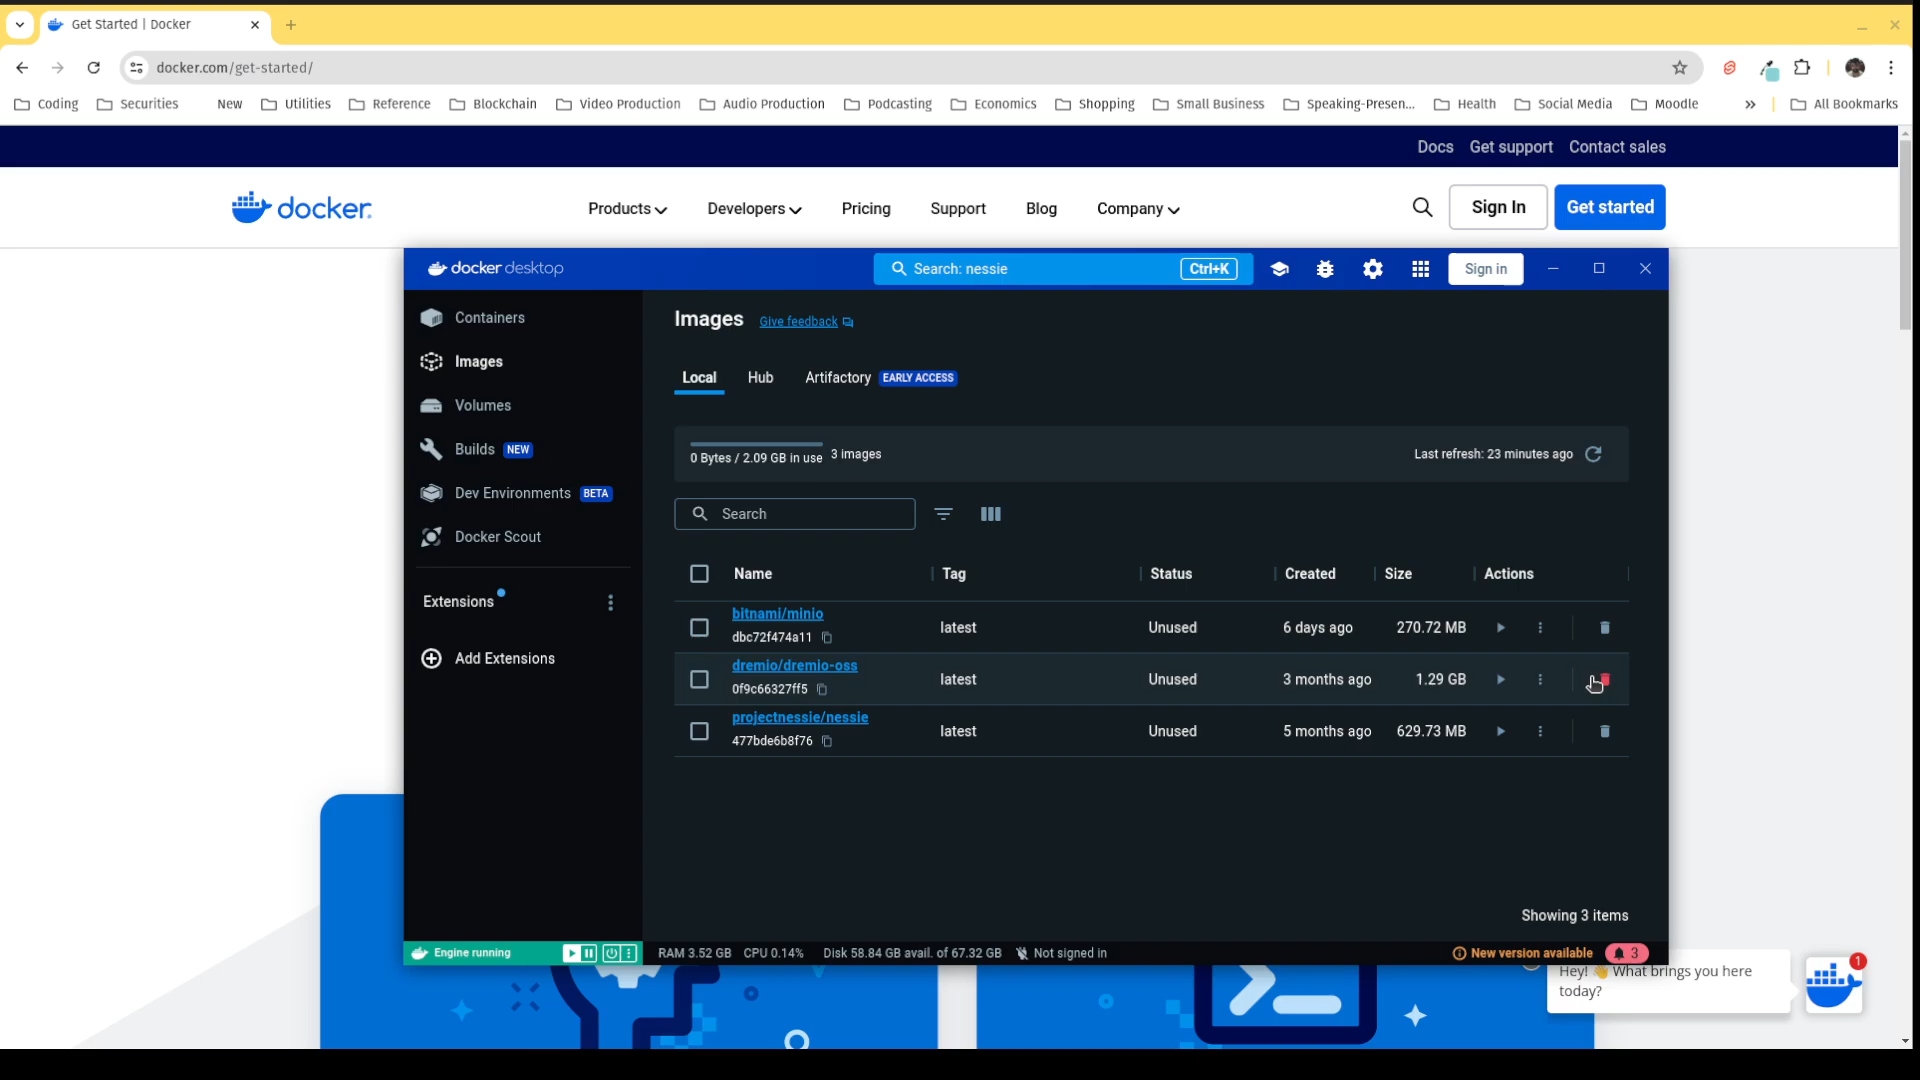 Get Started | Docker
docker.com/get-started/
Coding Securities New Utilities Reference Blockchain Video Production Audio Production Podcasting Economics Shopping Small Business Speaking-Presen... Health Social Media Moodle » All Bookmarks
Docs Get support Contact sales
docker Products Developers Pricing Support Blog Company Sign In Get started
docker desktop Search: nessie Ctrl+K Sign in
Containers
Images
Volumes
Builds NEW
Dev Environments BETA
Docker Scout
Extensions
Add Extensions
Images Give feedback
Local Hub Artifactory EARLY ACCESS
0 Bytes / 2.09 GB in use 3 images Last refresh: 23 minutes ago
Search
Name Tag Status Created Size Actions
bitnami/minio
dbc72f474a11 latest Unused 6 days ago 270.72 MB
dremio/dremio-oss
0f9c66327ff5 latest Unused 3 months ago 1.29 GB
projectnessie/nessie
477bde6b8f76 latest Unused 5 months ago 629.73 MB
Showing 3 items
Engine running RAM 3.52 GB CPU 0.14% Disk 58.84 GB avail. of 67.32 GB Not signed in New version available 3
Hey! 👋 What brings you here
today?
1